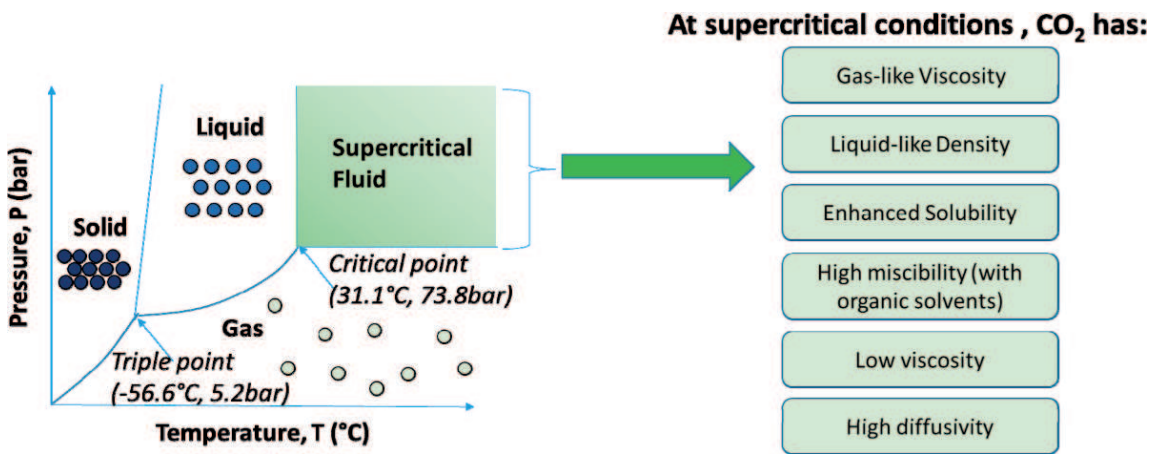 At supercritical conditions , CO₂ has:
Gas-like Viscosity
Liquid-like Density
Enhanced Solubility
High miscibility (with
organic solvents)
Low viscosity
High diffusivity
Pressure, P (bar)
Liquid
Supercritical
Fluid
Solid
Critical point
(31.1°C, 73.8bar)
Gas
Triple point
(-56.6°C, 5.2bar)
Temperature, T (°C)